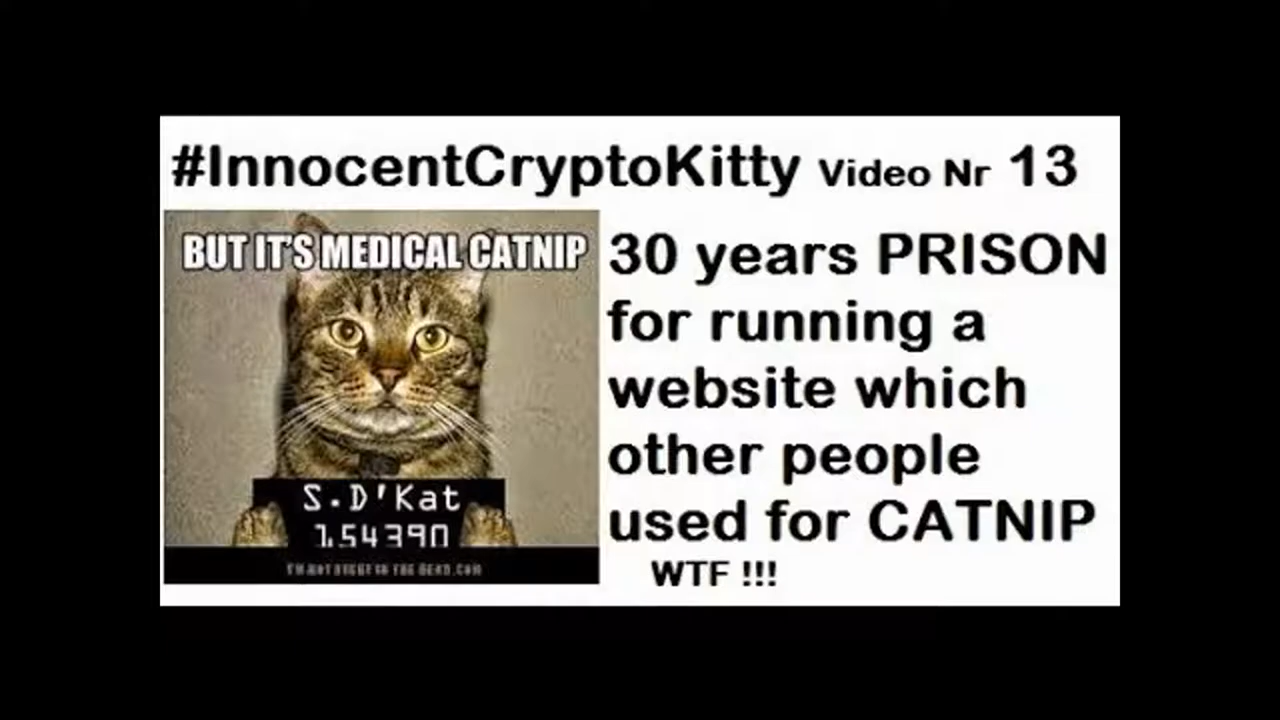 #InnocentCryptoKitty Video Nr 13
BUT IT'S MEDICAL CATNIP
30 years PRISON
for running a
website which
other people
used for CATNIP
WTF !!!
S.D'Kat
154390